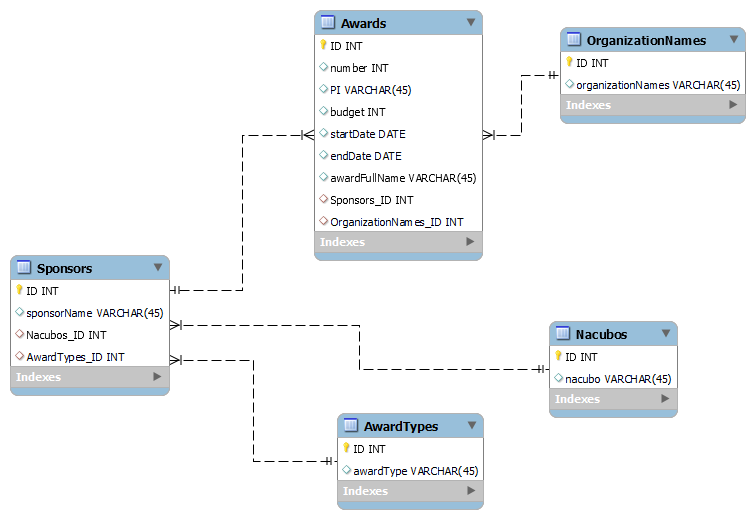 Awards
ID INT
number INT
PI VARCHAR(45)
budget INT
startDate DATE
endDate DATE
awardFullName VARCHAR(45)
Sponsors_ID INT
OrganizationNames_ID INT
Indexes
OrganizationNames
ID INT
organizationNames VARCHAR(45)
Indexes
Sponsors
ID INT
sponsorName VARCHAR(45)
Nacubos_ID INT
AwardTypes_ID INT
Indexes
Nacubos
ID INT
nacubo VARCHAR(45)
Indexes
AwardTypes
ID INT
awardType VARCHAR(45)
Indexes